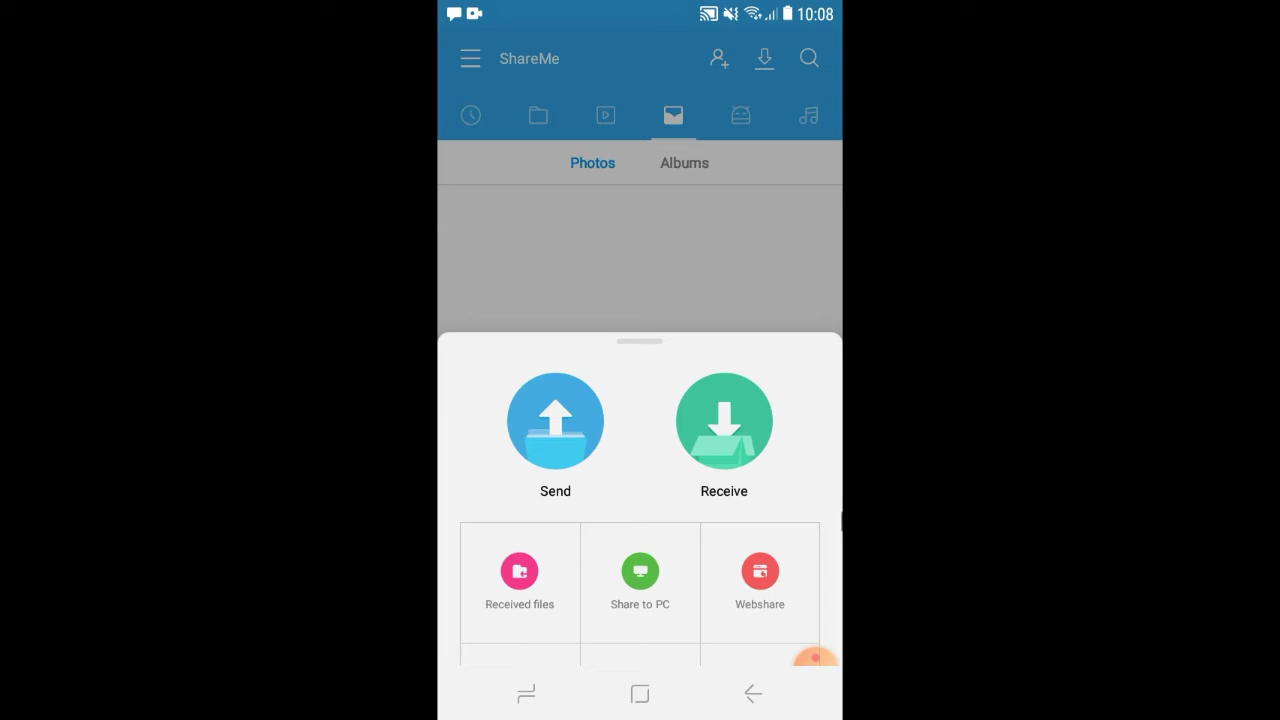 10:08
ShareMe
Photos Albums
Send Receive
Received files Share to PC Webshare